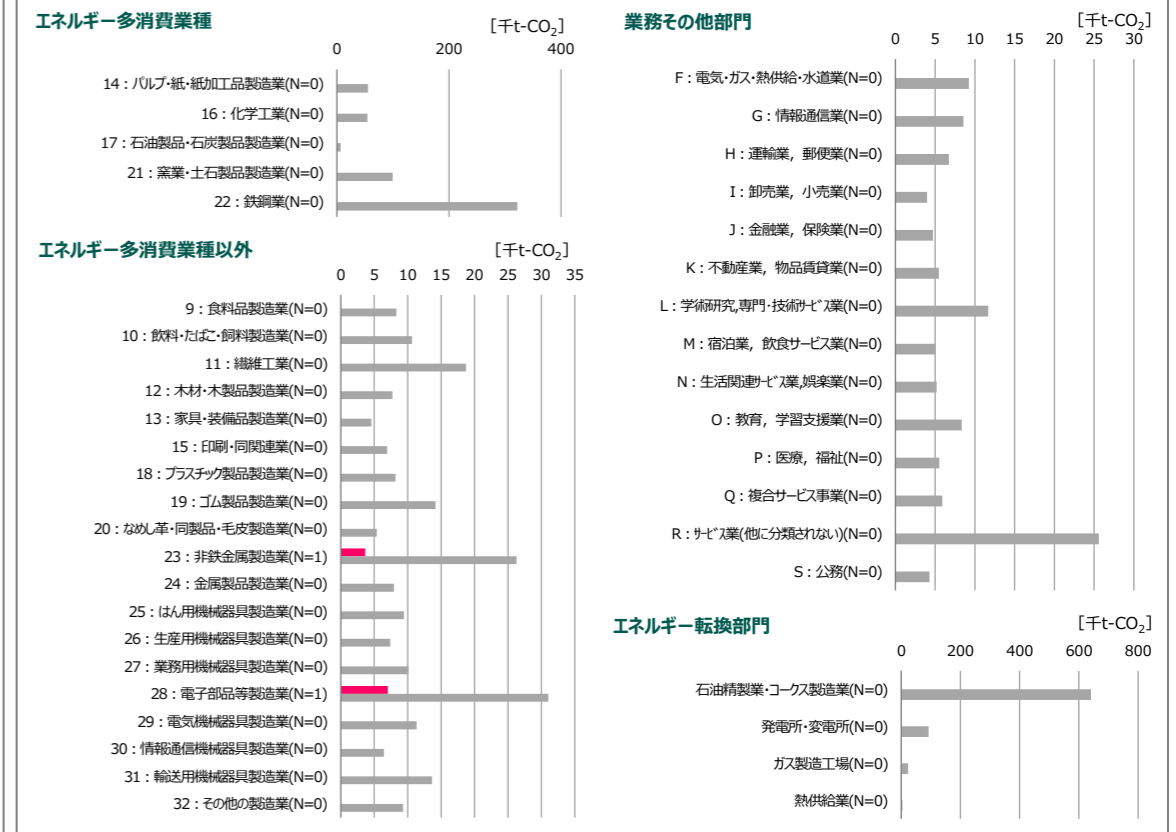 エネルギー多消費業種
[千t-CO₂]
0 200 400
14：パルプ・紙・紙加工品製造業(N=0)
16：化学工業(N=0)
17：石油製品・石炭製品製造業(N=0)
21：窯業・土石製品製造業(N=0)
22：鉄鋼業(N=0)
エネルギー多消費業種以外
[千t-CO₂]
0 5 10 15 20 25 30 35
9：食料品製造業(N=0)
10：飲料・たばこ・飼料製造業(N=0)
11：繊維工業(N=0)
12：木材・木製品製造業(N=0)
13：家具・装備品製造業(N=0)
15：印刷・同関連業(N=0)
18：プラスチック製品製造業(N=0)
19：ゴム製品製造業(N=0)
20：なめし革・同製品・毛皮製造業(N=0)
23：非鉄金属製造業(N=1)
24：金属製品製造業(N=0)
25：はん用機械器具製造業(N=0)
26：生産用機械器具製造業(N=0)
27：業務用機械器具製造業(N=0)
28：電子部品等製造業(N=1)
29：電気機械器具製造業(N=0)
30：情報通信機械器具製造業(N=0)
31：輸送用機械器具製造業(N=0)
32：その他の製造業(N=0)
業務その他部門
[千t-CO₂]
0 5 10 15 20 25 30
F：電気・ガス・熱供給・水道業(N=0)
G：情報通信業(N=0)
H：運輸業，郵便業(N=0)
I：卸売業，小売業(N=0)
J：金融業，保険業(N=0)
K：不動産業，物品賃貸業(N=0)
L：学術研究,専門・技術ｻｰﾋﾞｽ業(N=0)
M：宿泊業，飲食サービス業(N=0)
N：生活関連ｻｰﾋﾞｽ業,娯楽業(N=0)
O：教育，学習支援業(N=0)
P：医療，福祉(N=0)
Q：複合サービス事業(N=0)
R：ｻｰﾋﾞｽ業(他に分類されない)(N=0)
S：公務(N=0)
エネルギー転換部門
[千t-CO₂]
0 200 400 600 800
石油精製業・コークス製造業(N=0)
発電所・変電所(N=0)
ガス製造工場(N=0)
熱供給業(N=0)